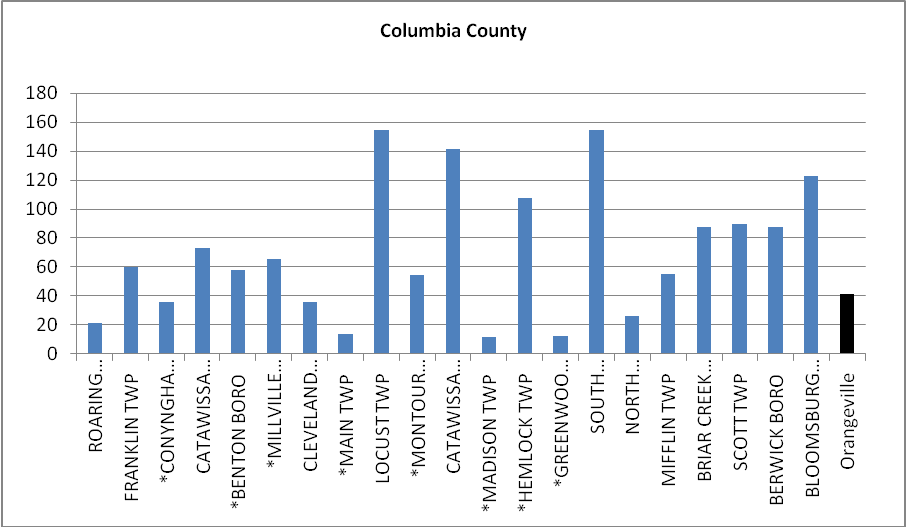 Columbia County
180
160
140
120
100
80
60
40
20
0
ROARING...
FRANKLIN TWP
*CONYNGHA...
CATAWISSA...
*BENTON BORO
*MILLVILLE...
CLEVELAND...
*MAIN TWP
LOCUST TWP
*MONTOUR...
CATAWISSA...
*MADISON TWP
*HEMLOCK TWP
*GREENWOO...
SOUTH...
NORTH...
MIFFLIN TWP
BRIAR CREEK...
SCOTT TWP
BERWICK BORO
BLOOMSBURG...
Orangeville